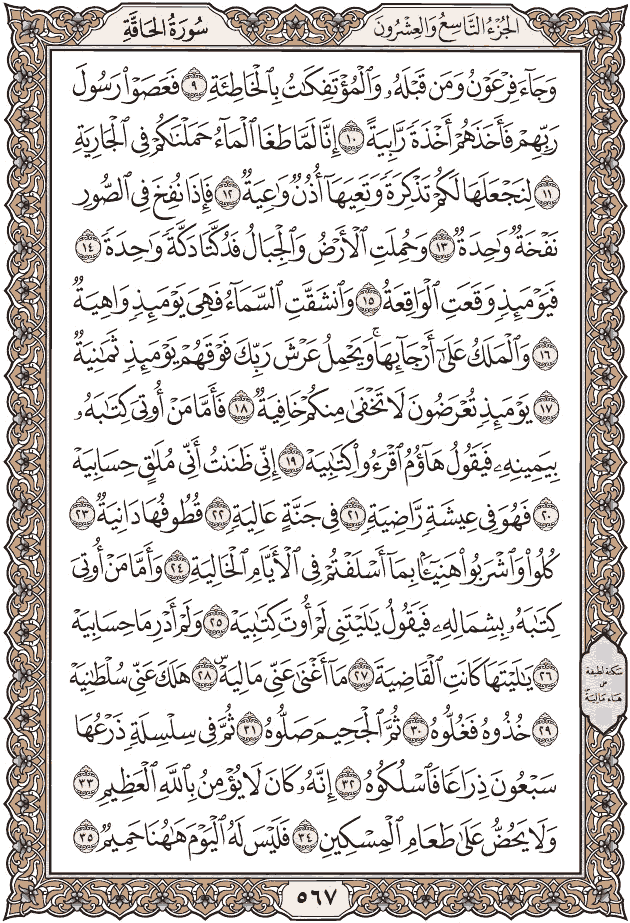 الجُزْءُ التَّاسِعُ وَالعِشْرُونَ
سُورَةُ الحَاقَّةِ
وَجَآءَ فِرْعَوْنُ وَمَن قَبْلَهُۥ وَٱلْمُؤْتَفِكَٰتُ بِٱلْخَاطِئَةِ ٩ فَعَصَوْا۟ رَسُولَ
رَبِّهِمْ فَأَخَذَهُمْ أَخْذَةً رَّابِيَةً ١٠ إِنَّا لَمَّا طَغَا ٱلْمَآءُ حَمَلْنَٰكُمْ فِى ٱلْجَارِيَةِ
١١ لِنَجْعَلَهَا لَكُمْ تَذْكِرَةً وَتَعِيَهَآ أُذُنٌ وَٰعِيَةٌ ١٢ فَإِذَا نُفِخَ فِى ٱلصُّورِ
نَفْخَةٌ وَٰحِدَةٌ ١٣ وَحُمِلَتِ ٱلْأَرْضُ وَٱلْجِبَالُ فَدُكَّتَا دَكَّةً وَٰحِدَةً ١٤
فَيَوْمَئِذٍ وَقَعَتِ ٱلْوَاقِعَةُ ١٥ وَٱنشَقَّتِ ٱلسَّمَآءُ فَهِىَ يَوْمَئِذٍ وَاهِيَةٌ
١٦ وَٱلْمَلَكُ عَلَىٰٓ أَرْجَآئِهَا ۚ وَيَحْمِلُ عَرْشَ رَبِّكَ فَوْقَهُمْ يَوْمَئِذٍ ثَمَٰنِيَةٌ
١٧ يَوْمَئِذٍ تُعْرَضُونَ لَا تَخْفَىٰ مِنكُمْ خَافِيَةٌ ١٨ فَأَمَّا مَنْ أُوتِىَ كِتَٰبَهُۥ
بِيَمِينِهِۦ فَيَقُولُ هَآؤُمُ ٱقْرَءُوا۟ كِتَٰبِيَهْ ١٩ إِنِّى ظَنَنتُ أَنِّى مُلَٰقٍ حِسَابِيَهْ
٢٠ فَهُوَ فِى عِيشَةٍ رَّاضِيَةٍ ٢١ فِى جَنَّةٍ عَالِيَةٍ ٢٢ قُطُوفُهَا دَانِيَةٌ ٢٣
كُلُوا۟ وَٱشْرَبُوا۟ هَنِيٓـًٔۢا بِمَآ أَسْلَفْتُمْ فِى ٱلْأَيَّامِ ٱلْخَالِيَةِ ٢٤ وَأَمَّا مَنْ أُوتِىَ
كِتَٰبَهُۥ بِشِمَالِهِۦ فَيَقُولُ يَٰلَيْتَنِى لَمْ أُوتَ كِتَٰبِيَهْ ٢٥ وَلَمْ أَدْرِ مَا حِسَابِيَهْ
٢٦ يَٰلَيْتَهَا كَانَتِ ٱلْقَاضِيَةَ ٢٧ مَآ أَغْنَىٰ عَنِّى مَالِيَهْ ۜ ٢٨ هَلَكَ عَنِّى سُلْطَٰنِيَهْ
٢٩ خُذُوهُ فَغُلُّوهُ ٣٠ ثُمَّ ٱلْجَحِيمَ صَلُّوهُ ٣١ ثُمَّ فِى سِلْسِلَةٍ ذَرْعُهَا
سَبْعُونَ ذِرَاعًا فَٱسْلُكُوهُ ٣٢ إِنَّهُۥ كَانَ لَا يُؤْمِنُ بِٱللَّهِ ٱلْعَظِيمِ ٣٣
وَلَا يَحُضُّ عَلَىٰ طَعَامِ ٱلْمِسْكِينِ ٣٤ فَلَيْسَ لَهُ ٱلْيَوْمَ هَٰهُنَا حَمِيمٌ ٣٥
سكتة لطيفة
هَاء مَالِيَه
٥٦٧